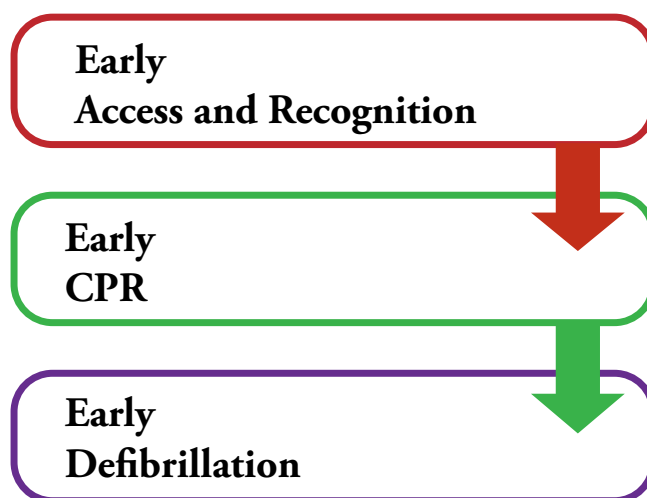 Early
Access and Recognition
Early
CPR
Early
Defibrillation